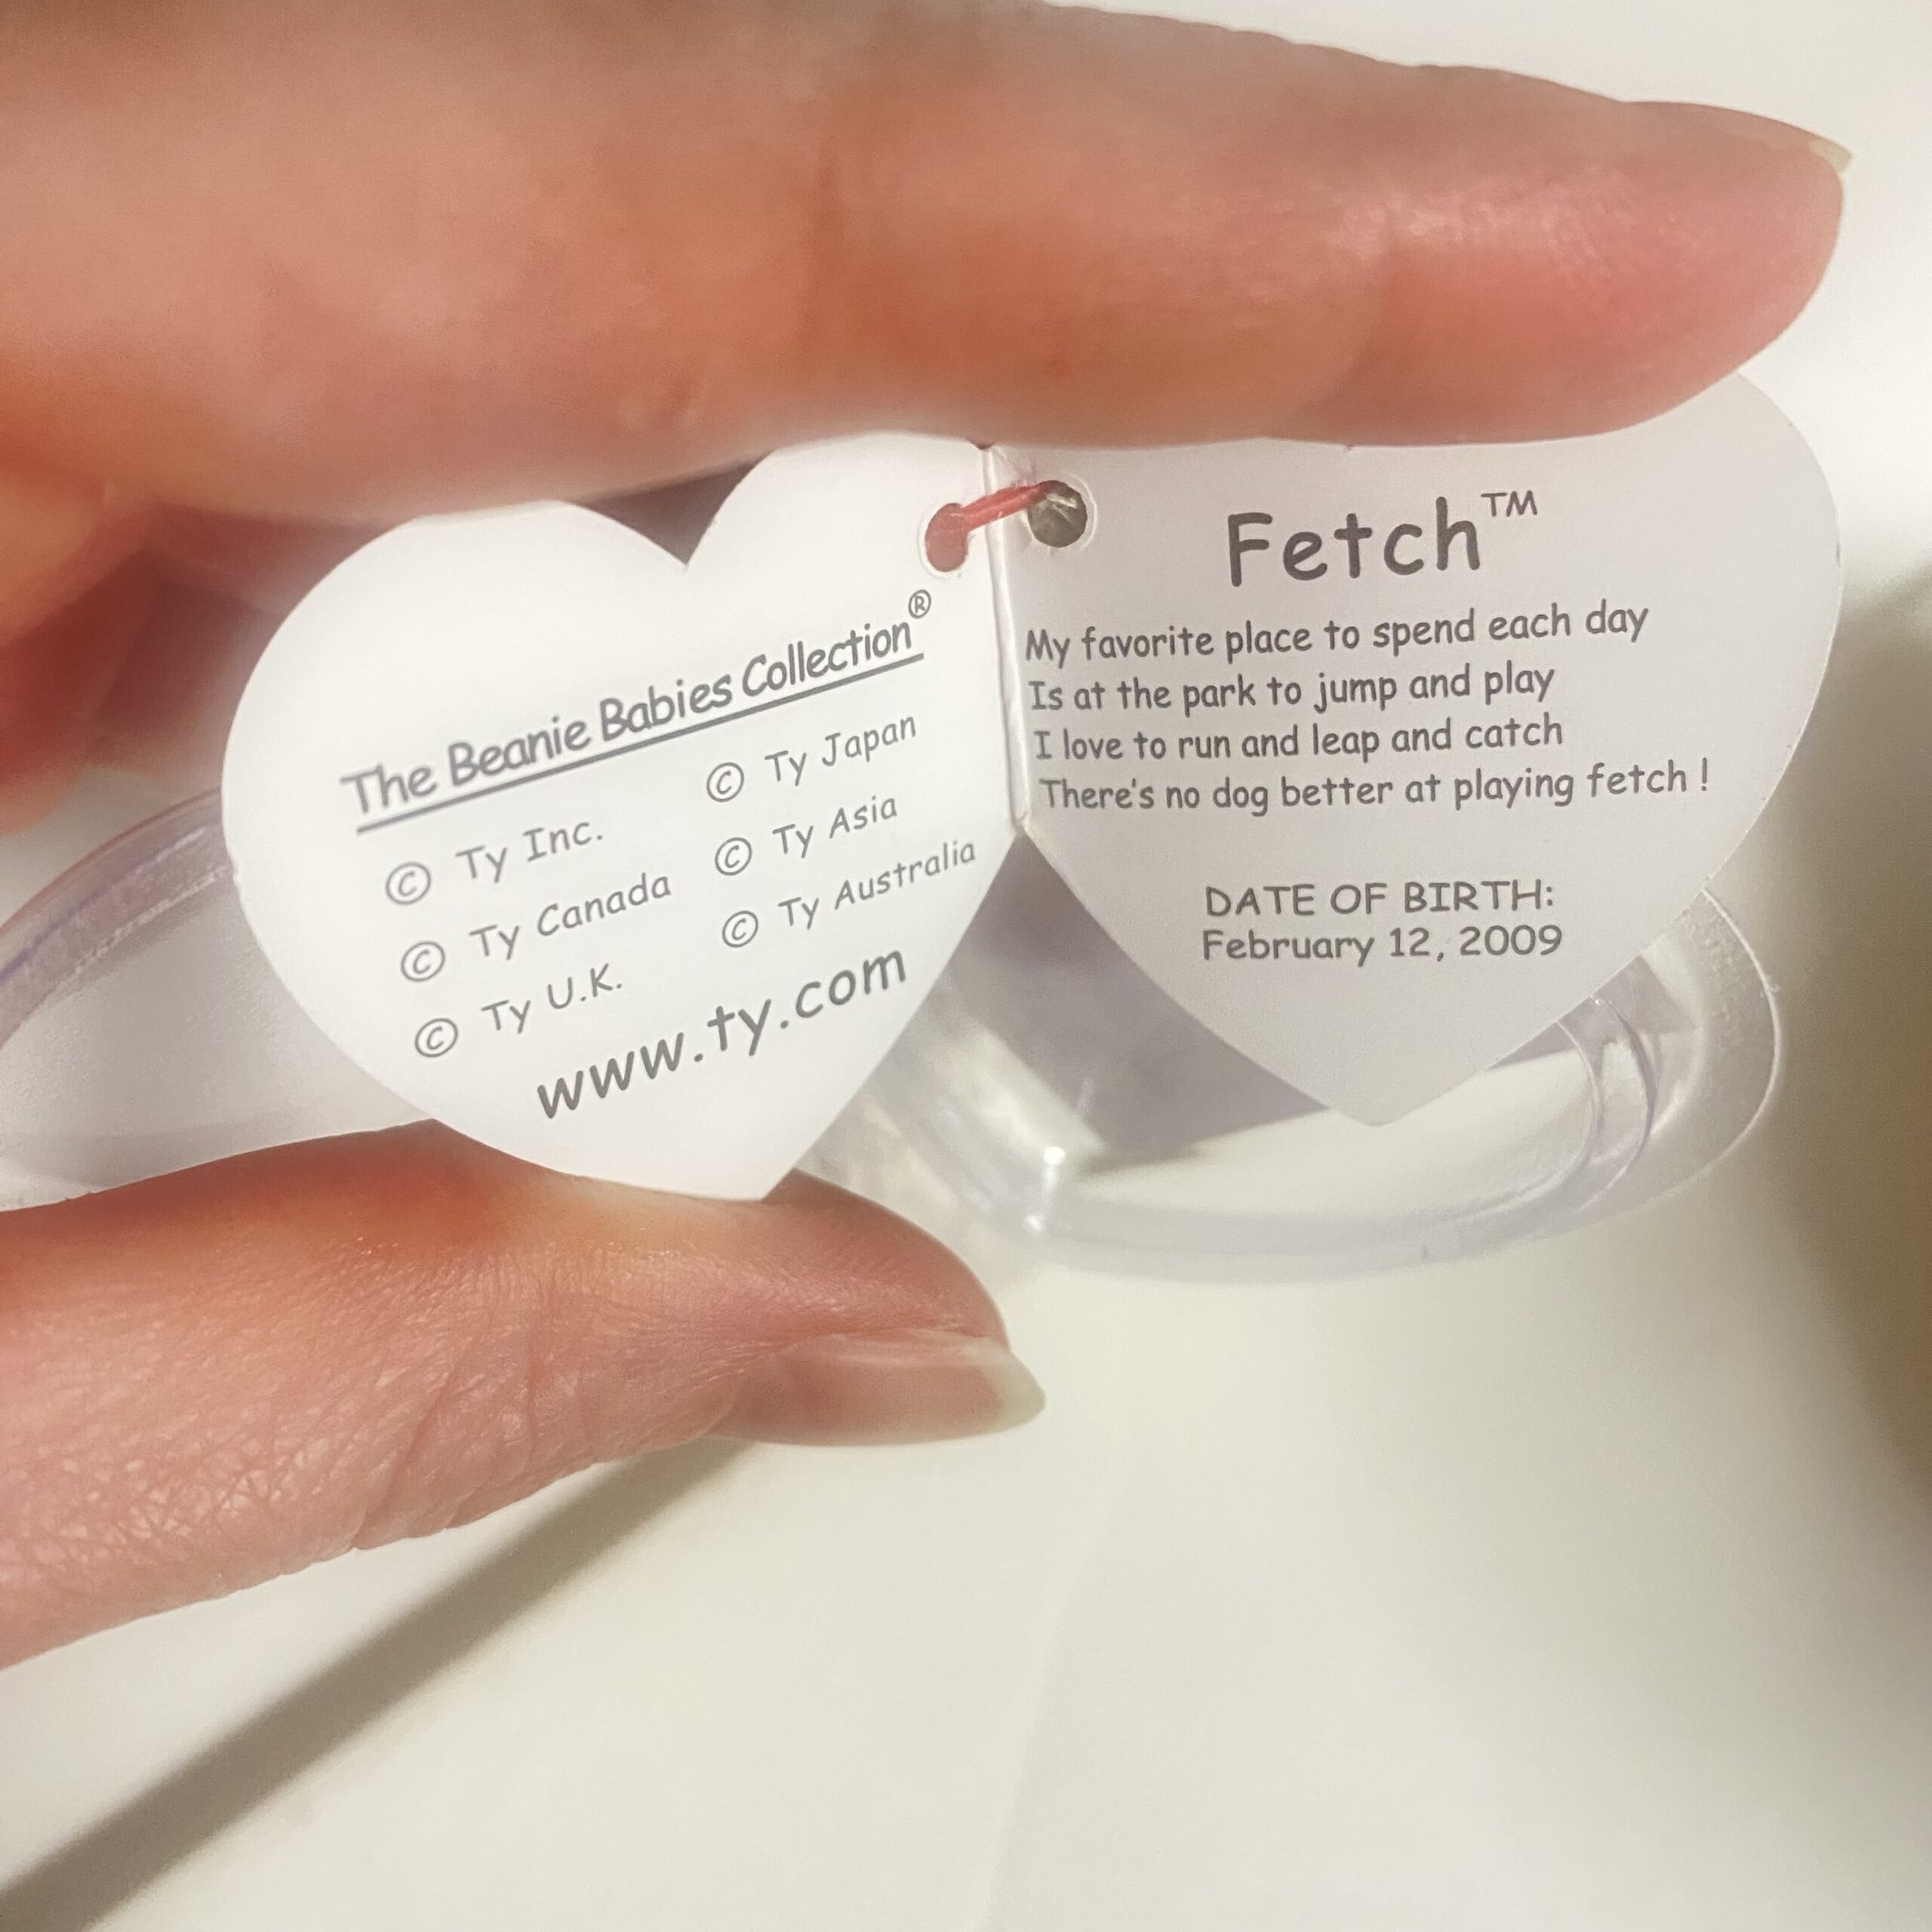 The Beanie Babies Collection®
© Ty Inc.
© Ty Canada
© Ty U.K.
© Ty Japan
© Ty Asia
© Ty Australia
www.ty.com
Fetch™
My favorite place to spend each day
Is at the park to jump and play
I love to run and leap and catch
There's no dog better at playing fetch !
DATE OF BIRTH:
February 12, 2009